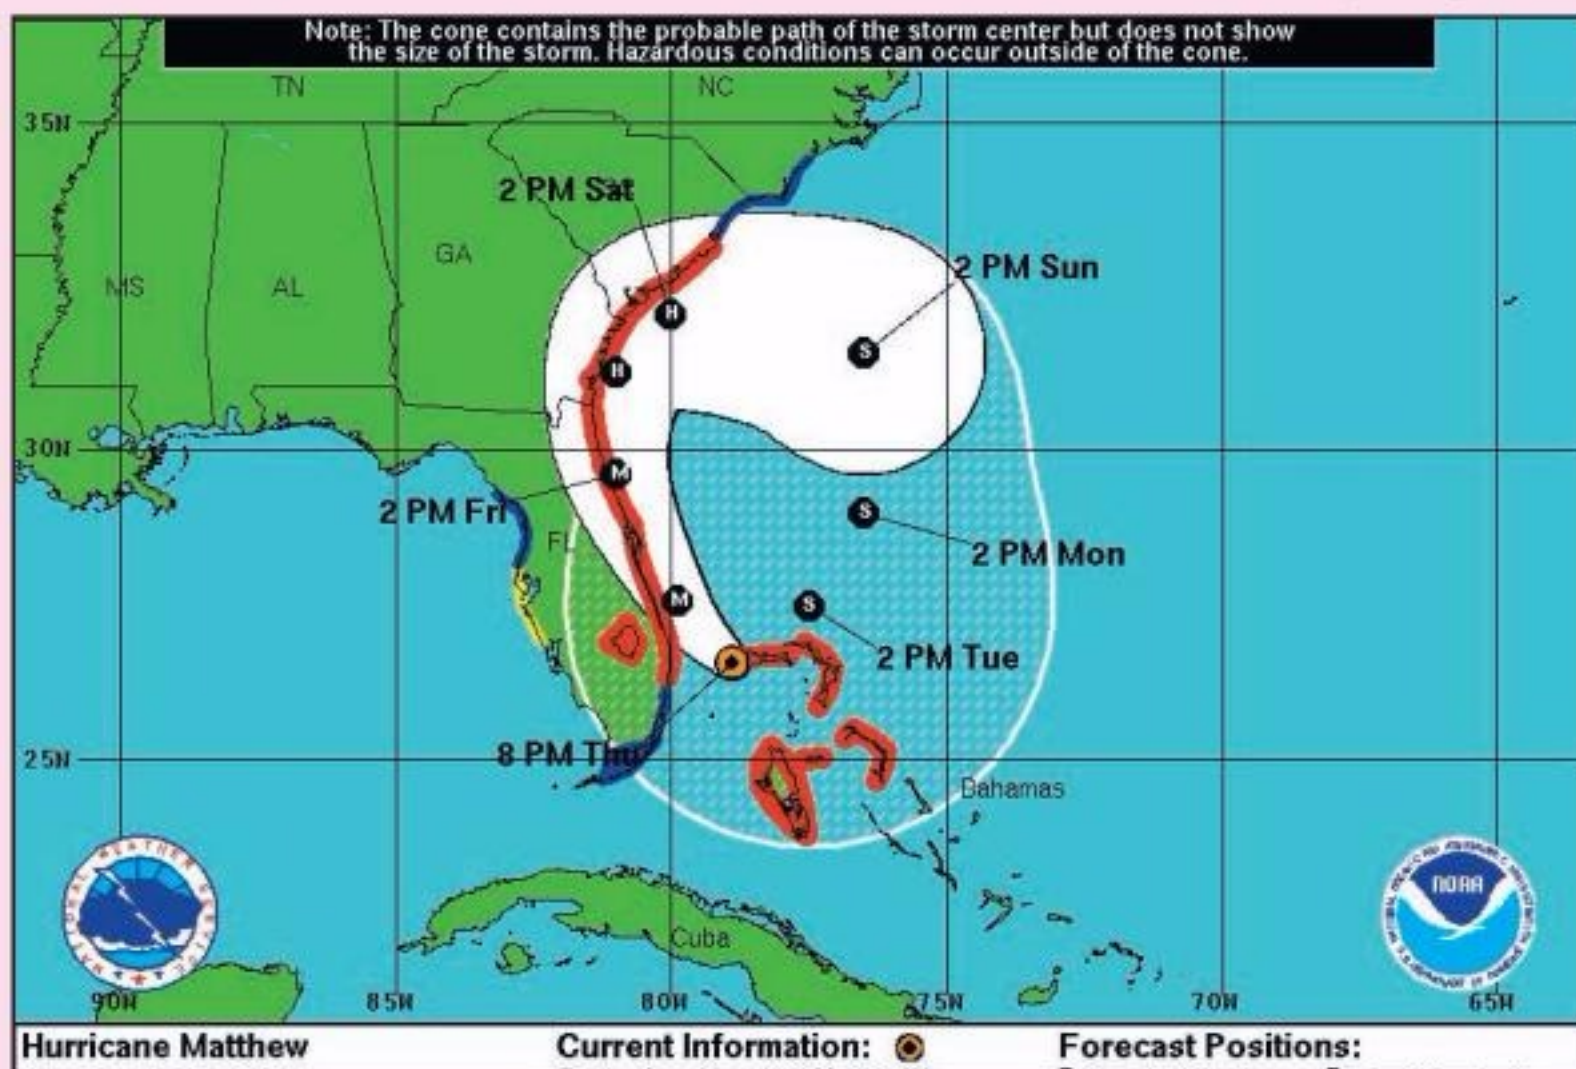 Note: The cone contains the probable path of the storm center but does not show
the size of the storm. Hazardous conditions can occur outside of the cone.
TN
NC
35N
2 PM Sat
GA
2 PM Sun
MS
AL
H
S
H
30N
M
2 PM Fri
S
FL
2 PM Mon
M
S
2 PM Tue
8 PM Thu
25N
Bahamas
NOAA
Cuba
90W
85W
80W
75W
70W
65W
Hurricane Matthew
Current Information:
Forecast Positions: